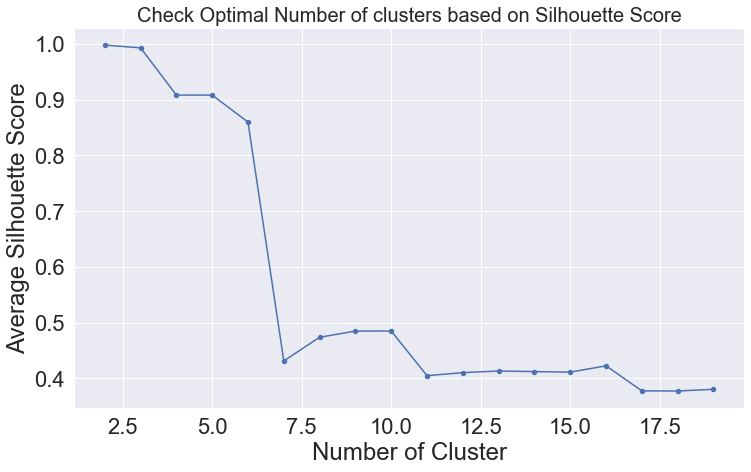 Check Optimal Number of clusters based on Silhouette Score
Average Silhouette Score
1.0
0.9
0.8
0.7
0.6
0.5
0.4
2.5 5.0 7.5 10.0 12.5 15.0 17.5
Number of Cluster